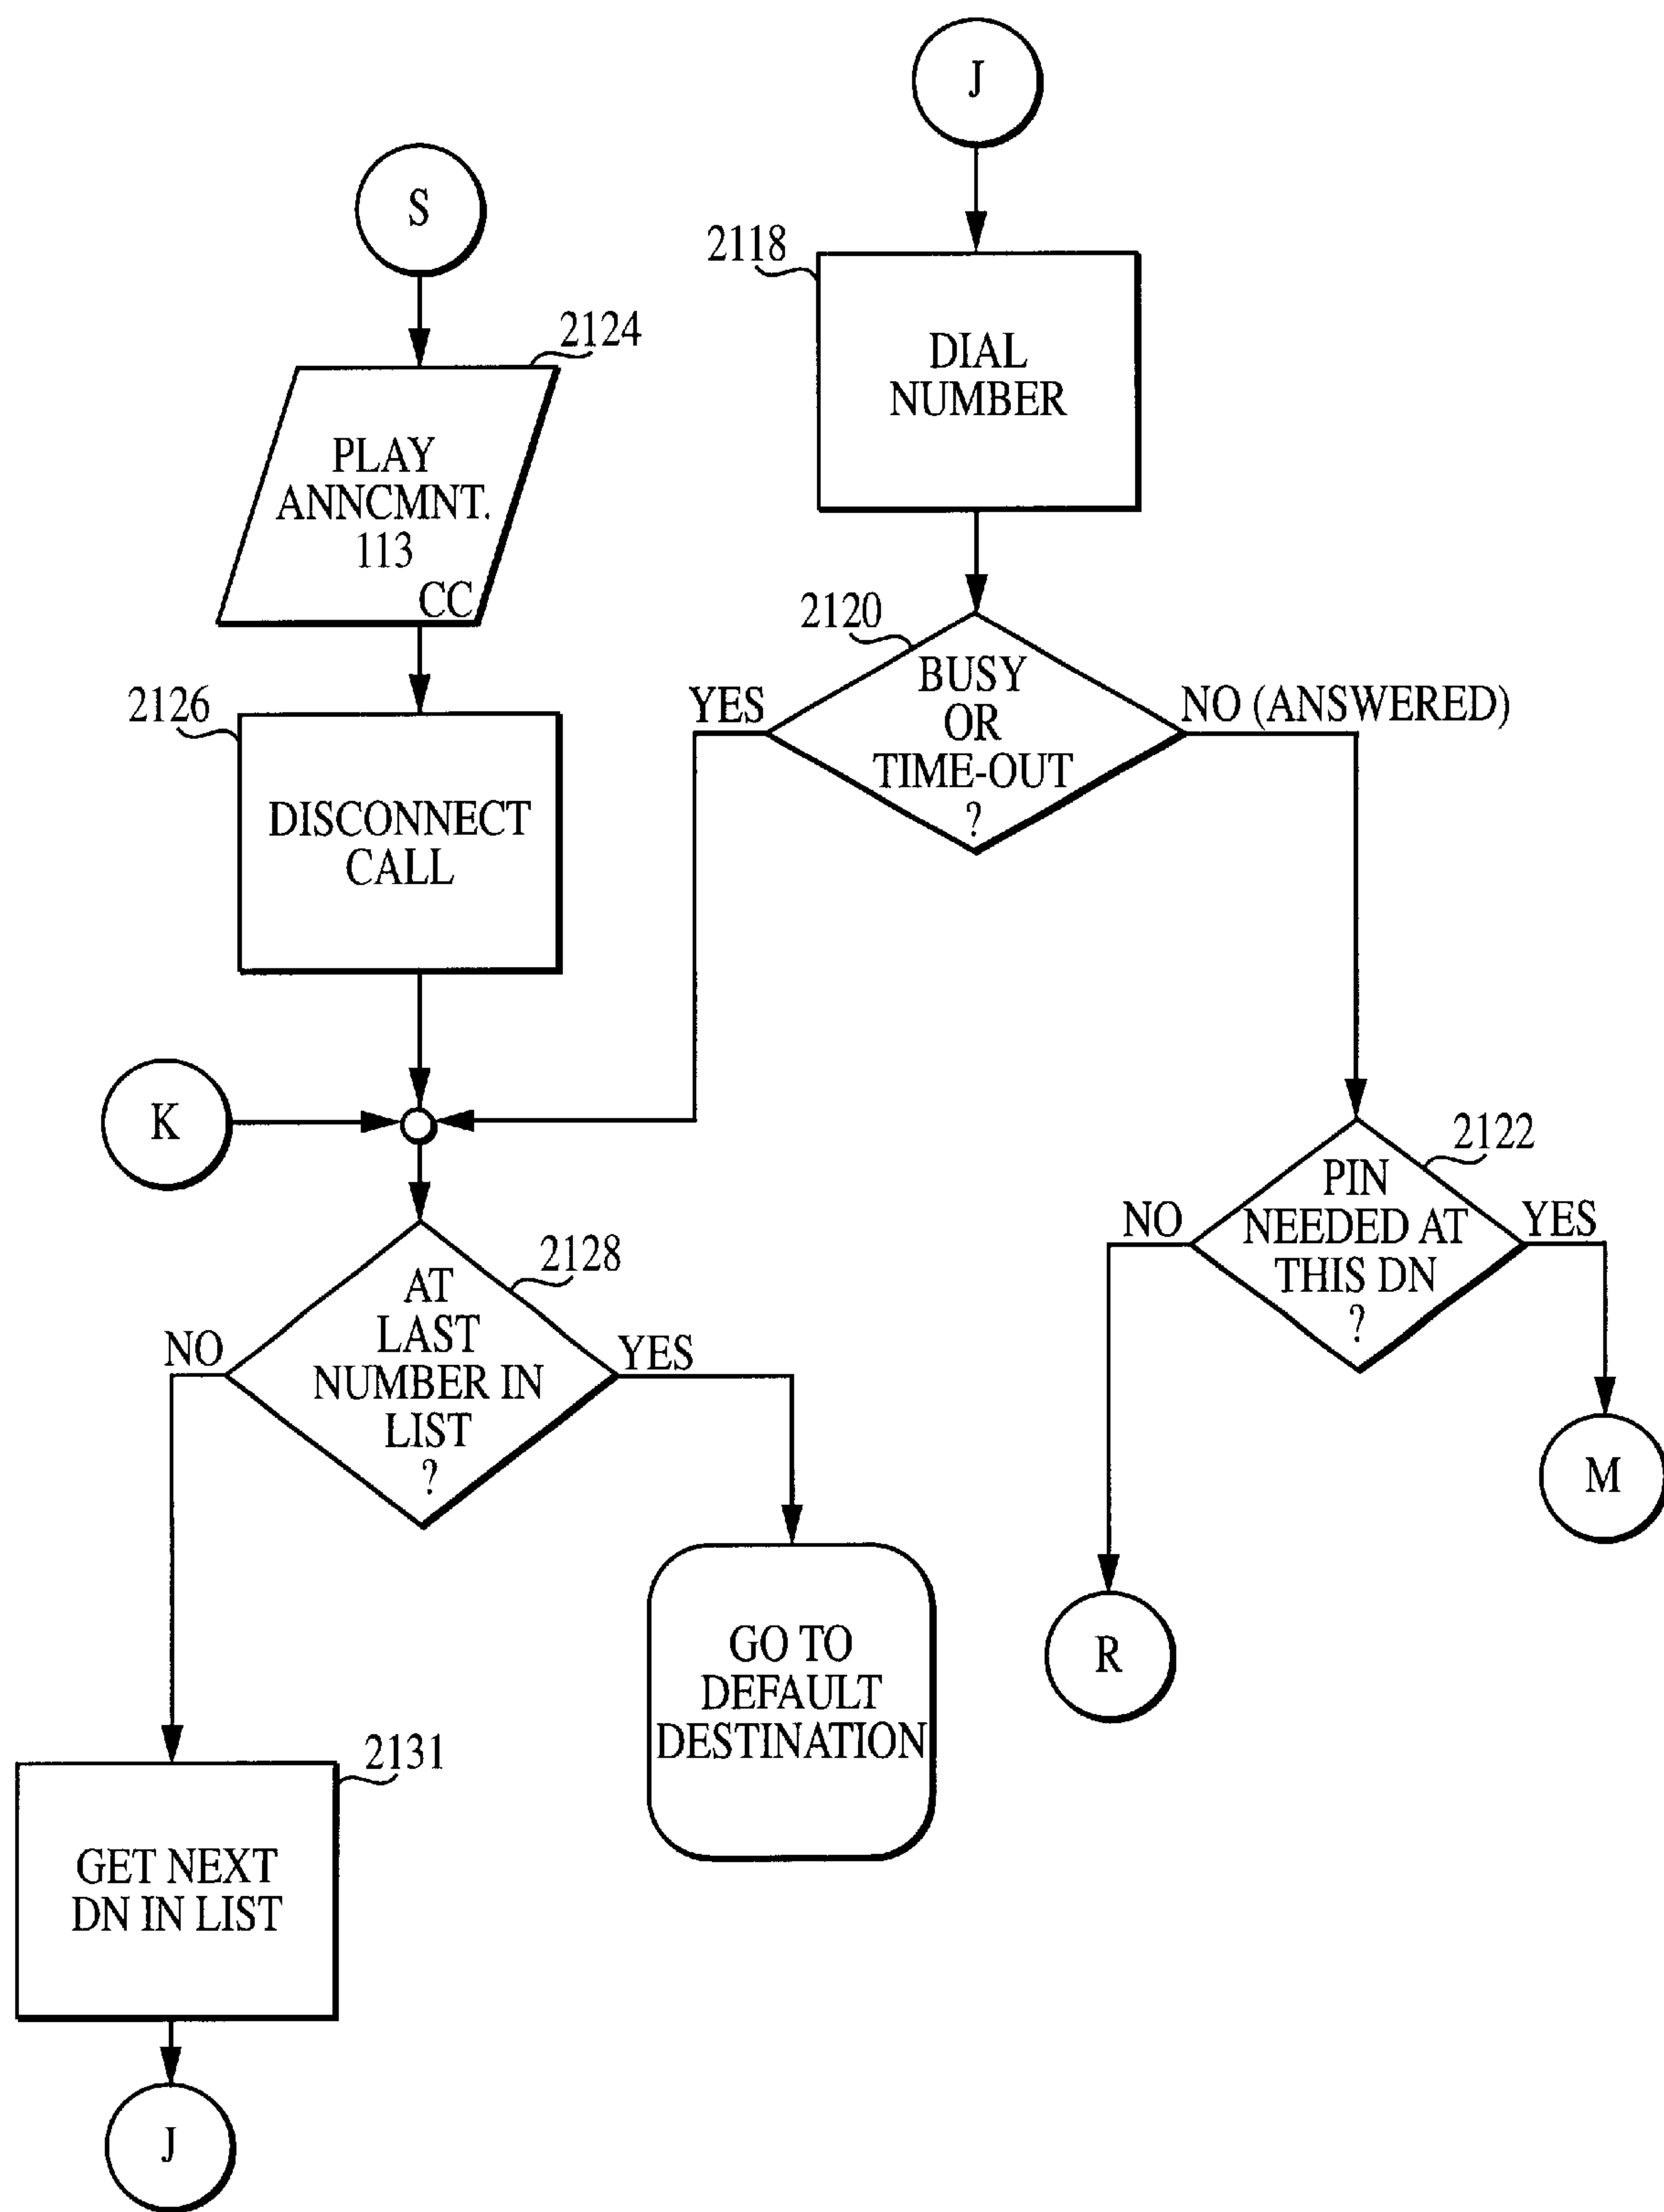 J
S
2118
2124
DIAL
NUMBER
PLAY
ANNCMNT.
113
CC
2120
BUSY
OR
TIME-OUT
?
YES
NO (ANSWERED)
2126
DISCONNECT
CALL
K
2122
PIN
NEEDED AT
THIS DN
?
NO
YES
2128
AT
LAST
NUMBER IN
LIST
?
NO
YES
M
R
GO TO
DEFAULT
DESTINATION
2131
GET NEXT
DN IN LIST
J